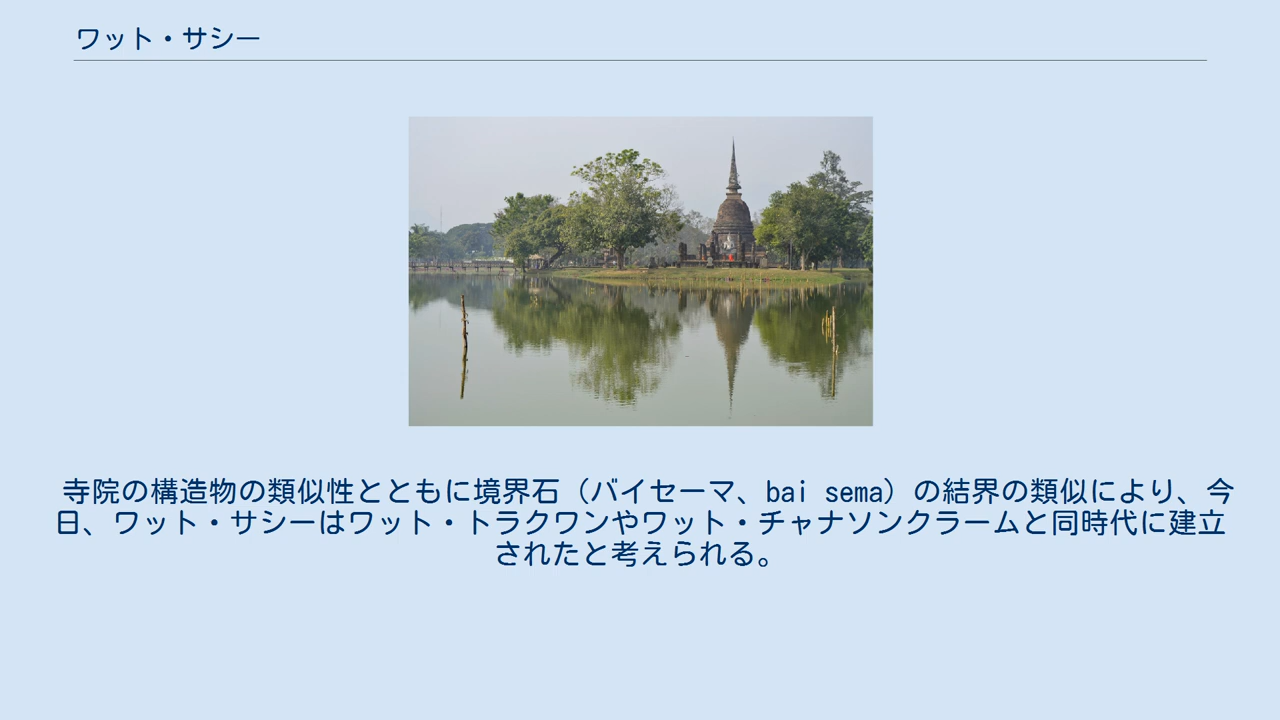 ワット・サシー
寺院の構造物の類似性とともに境界石（バイセーマ、bai sema）の結界の類似により、今
日、ワット・サシーはワット・トラクワンやワット・チャナソンクラームと同時代に建立
されたと考えられる。